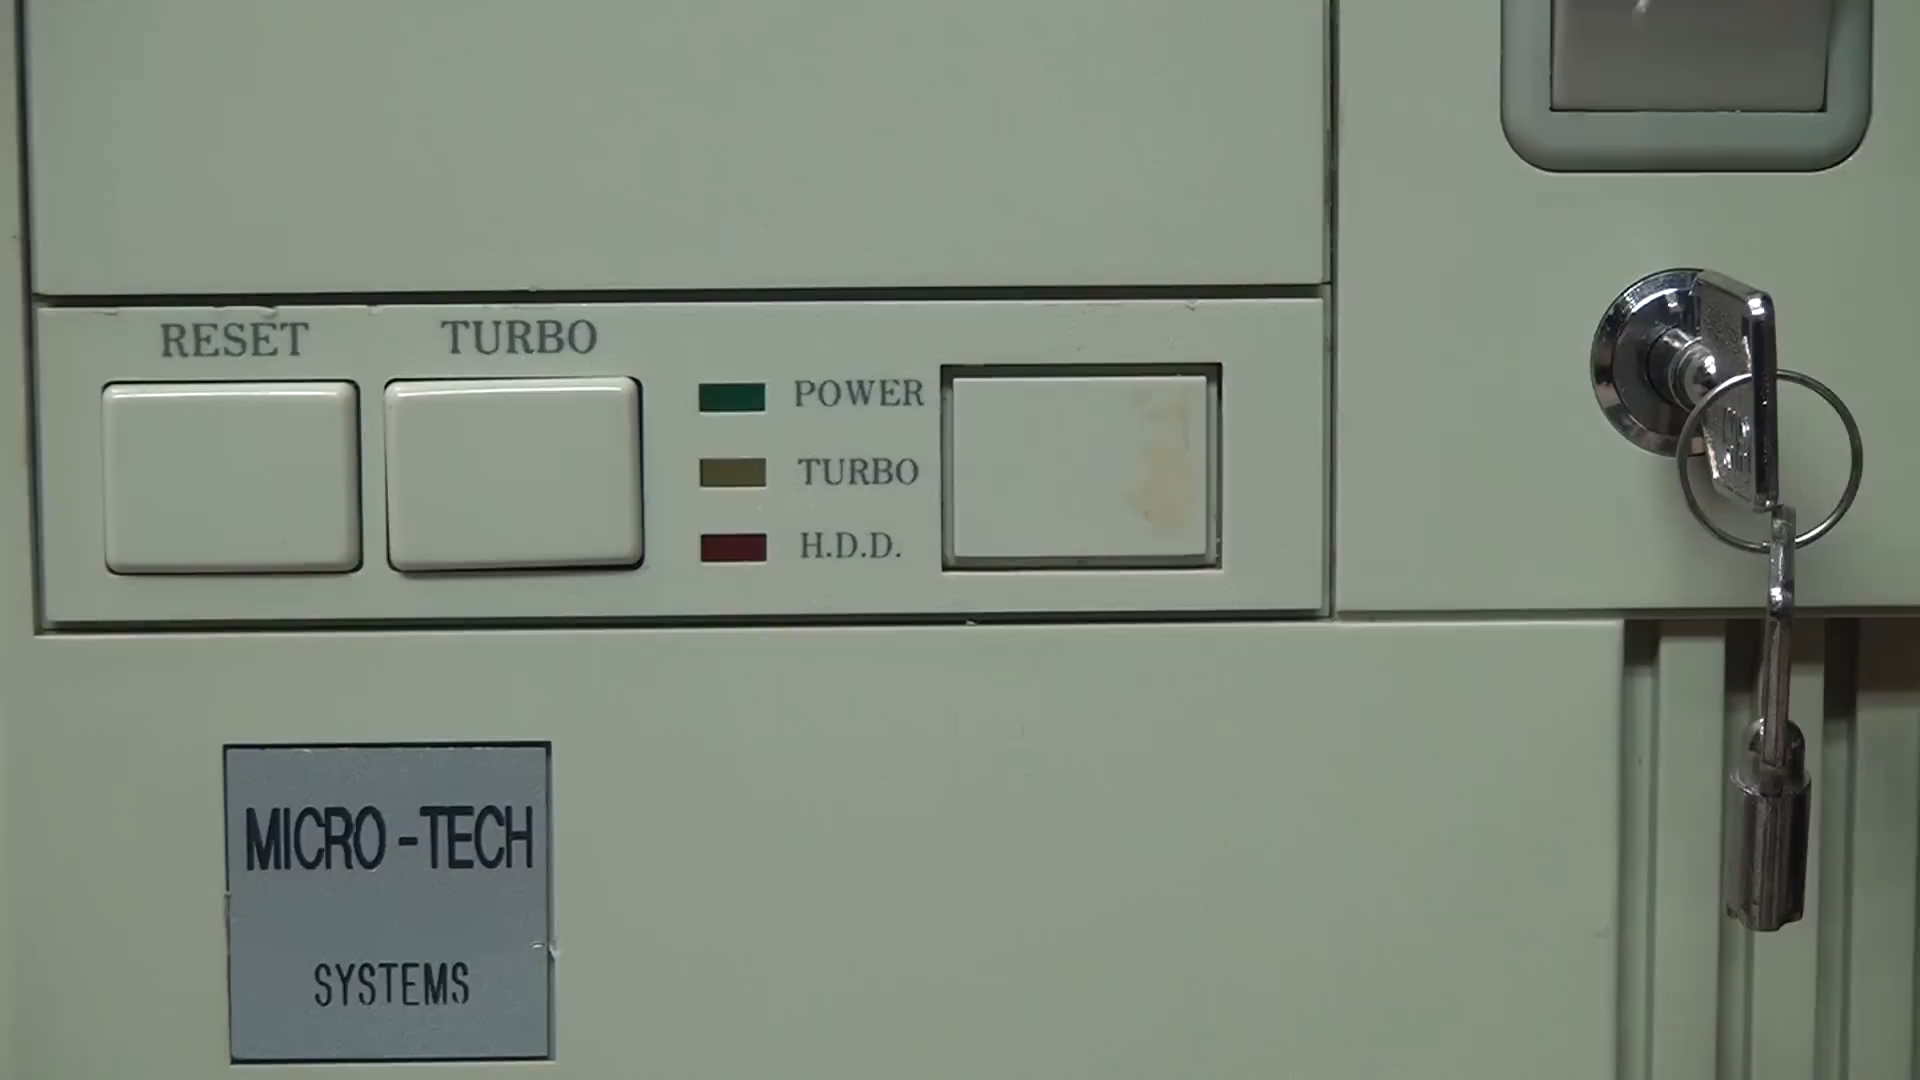 RESET
TURBO
POWER
TURBO
H.D.D.
MICRO-TECH
SYSTEMS